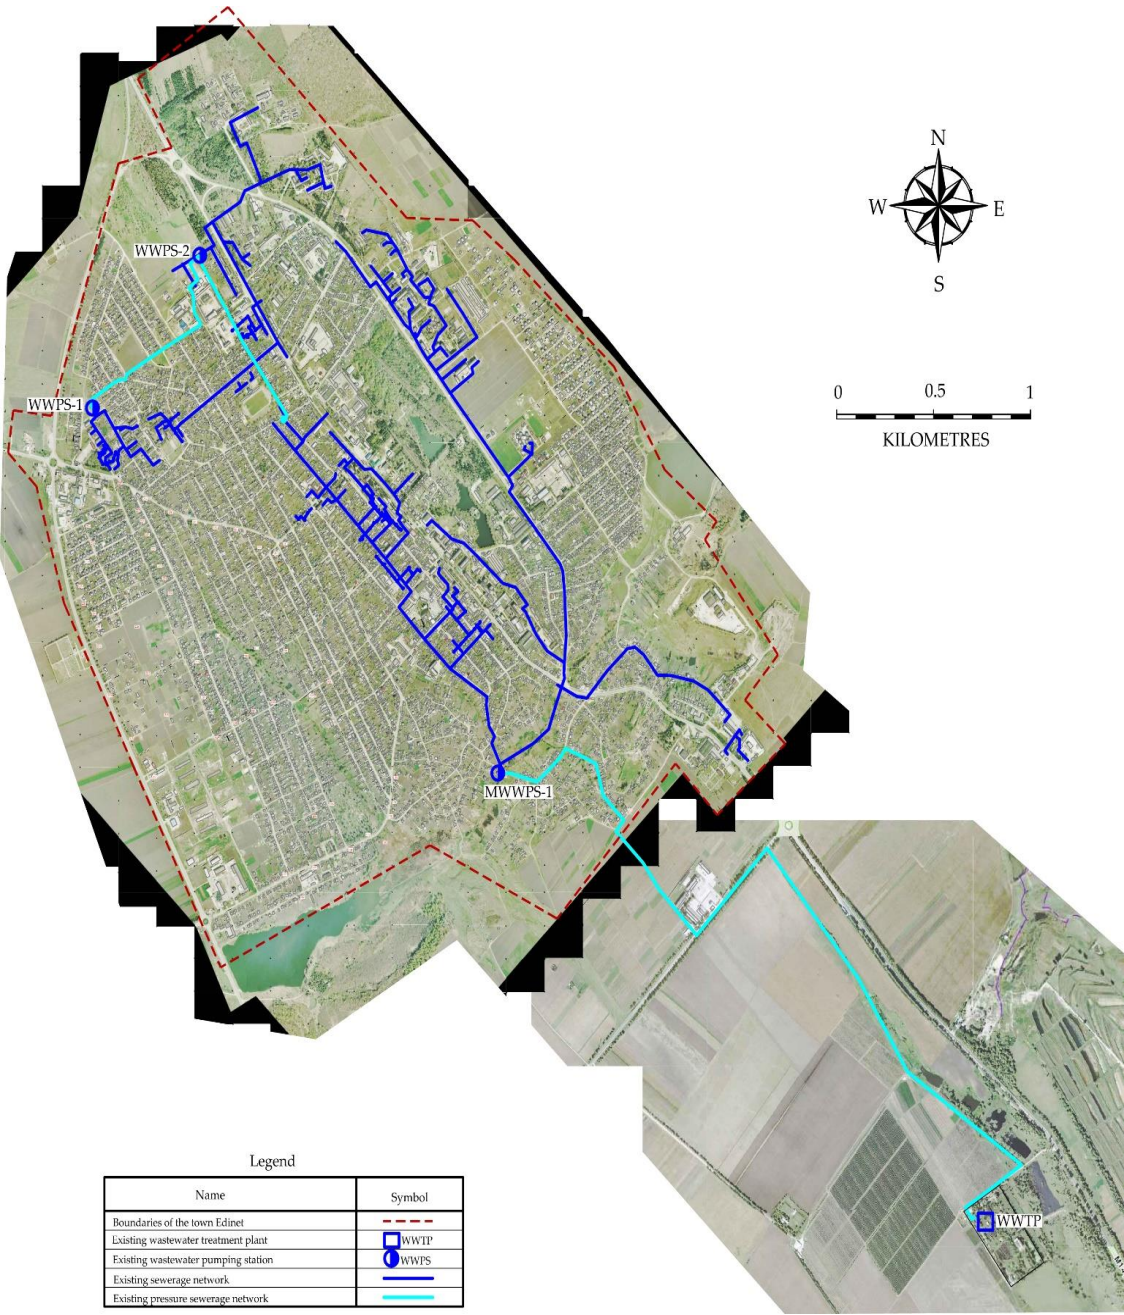 N
W
E
S
WWPS-2
0 0.5 1
KILOMETRES
WWPS-1
MWWPS-1
WWTP
Legend
Name Symbol
Boundaries of the town Edinet
Existing wastewater treatment plant WWTP
Existing wastewater pumping station WWPS
Existing sewerage network
Existing pressure sewerage network